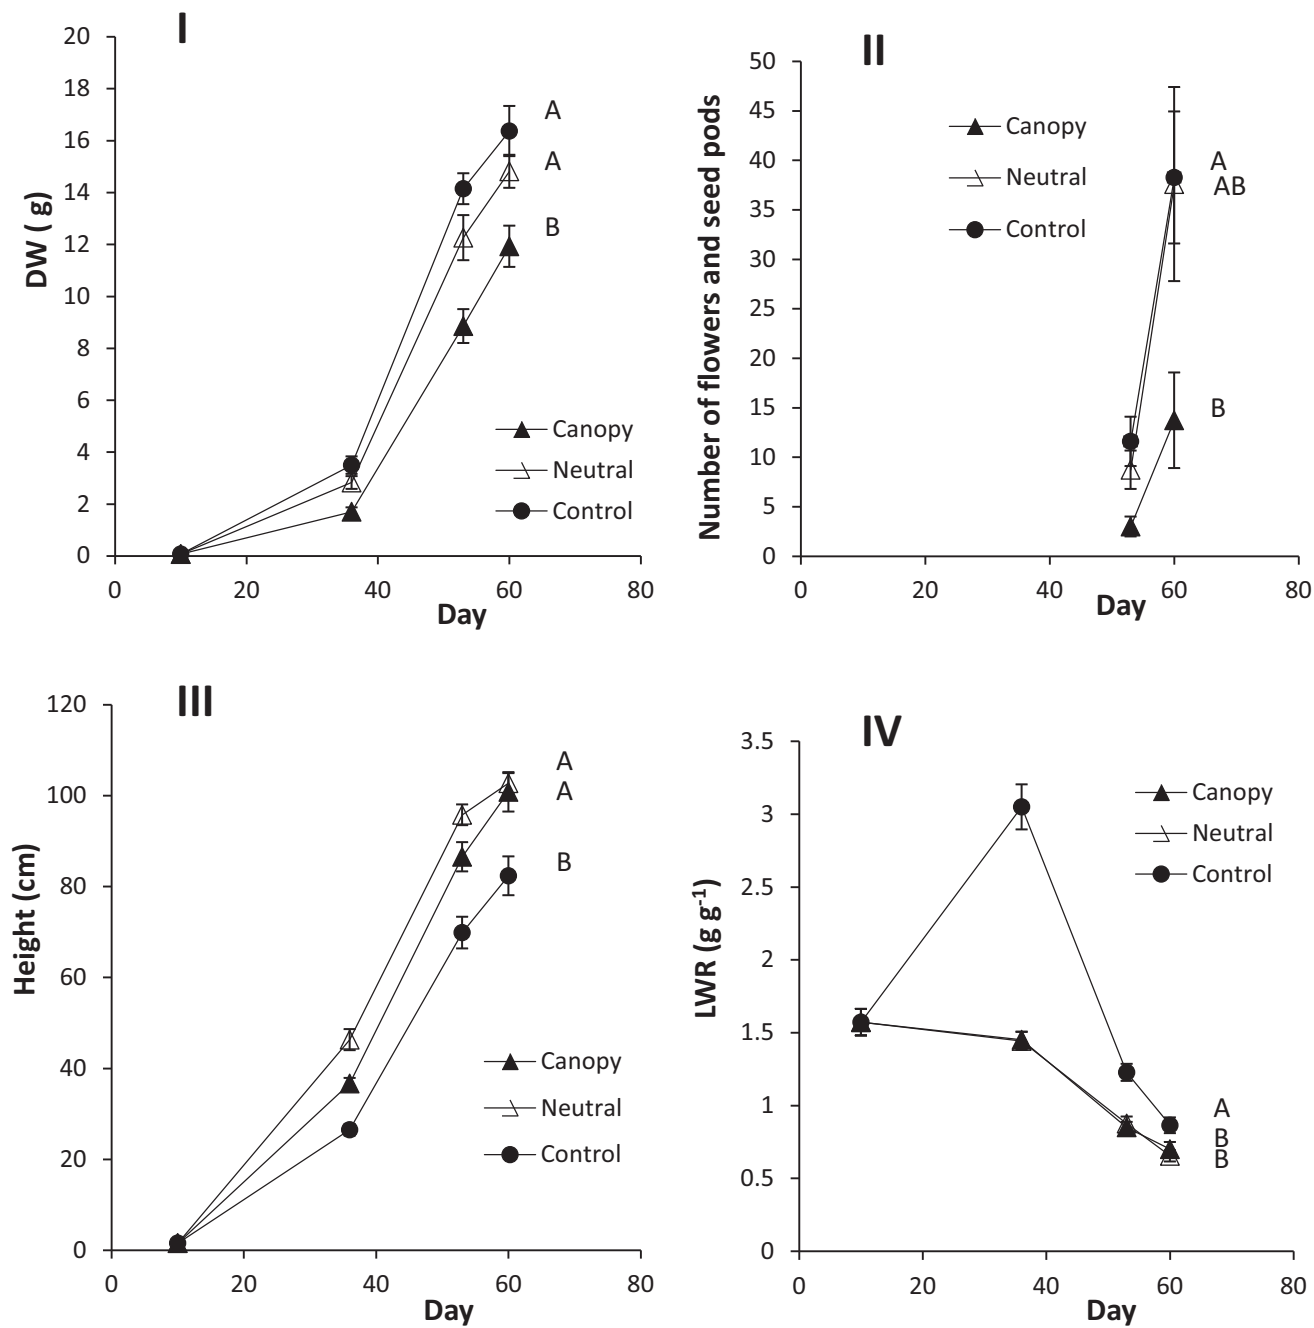 I
20
18
16
14
12
10
8
6
4
2
0
DW ( g)
A
A
B
Canopy
Neutral
Control
0 20 40 60 80
Day
II
50
45
40
35
30
25
20
15
10
5
0
Number of flowers and seed pods
Canopy
Neutral
Control
A
AB
B
0 20 40 60 80
Day
III
120
100
80
60
40
20
0
Height (cm)
A
A
B
Canopy
Neutral
Control
0 20 40 60 80
Day
IV
3.5
3
2.5
2
1.5
1
0.5
0
LWR (g g-1)
Canopy
Neutral
Control
A
B
B
0 20 40 60 80
Day